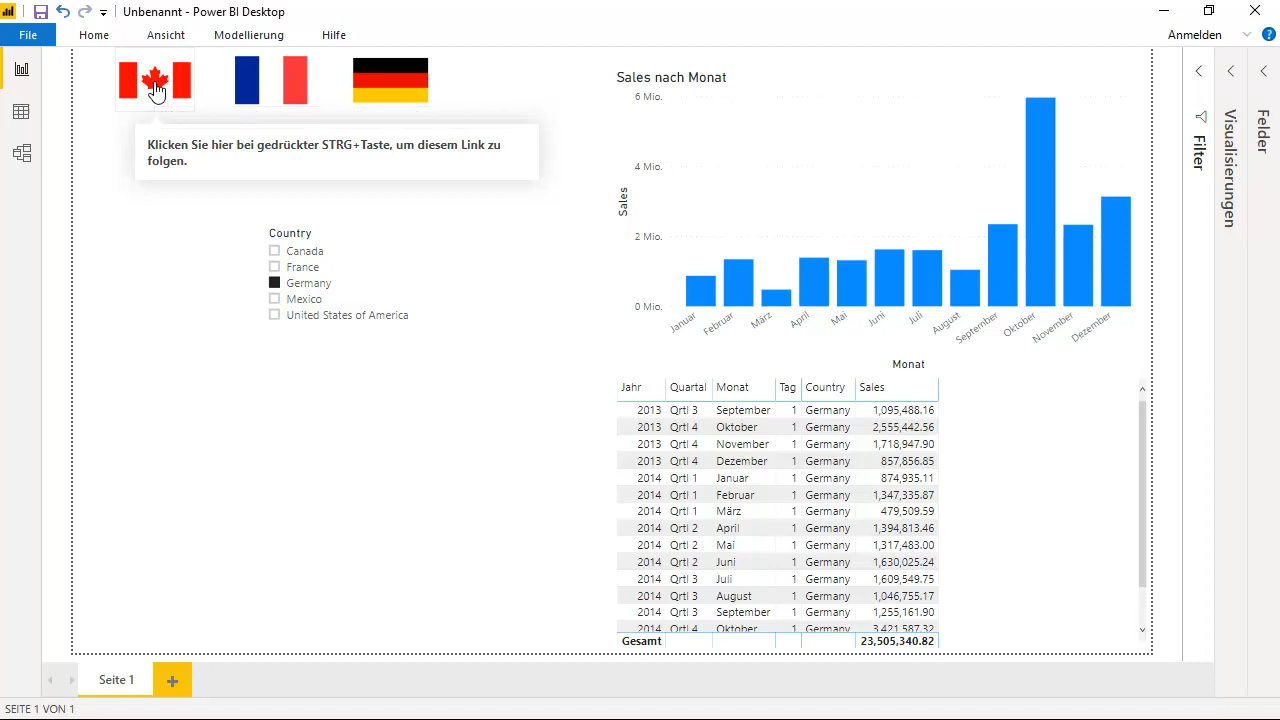 Unbenannt - Power BI Desktop
File Home Ansicht Modellierung Hilfe Anmelden ?
Klicken Sie hier bei gedrückter STRG+Taste, um diesem Link zu
folgen.
Country
Canada
France
Germany
Mexico
United States of America
Sales nach Monat
6 Mio.
4 Mio.
2 Mio.
0 Mio.
Sales
Januar
Februar
März
April
Mai
Juni
Juli
August
September
Oktober
November
Dezember
Monat
Jahr Quartal Monat Tag Country Sales
2013 Qrtl 3 September 1 Germany 1,095,488.16
2013 Qrtl 4 Oktober 1 Germany 2,555,442.56
2013 Qrtl 4 November 1 Germany 1,718,947.90
2013 Qrtl 4 Dezember 1 Germany 857,856.85
2014 Qrtl 1 Januar 1 Germany 874,935.11
2014 Qrtl 1 Februar 1 Germany 1,347,335.87
2014 Qrtl 1 März 1 Germany 479,509.59
2014 Qrtl 2 April 1 Germany 1,394,813.46
2014 Qrtl 2 Mai 1 Germany 1,317,483.00
2014 Qrtl 2 Juni 1 Germany 1,630,025.24
2014 Qrtl 3 Juli 1 Germany 1,609,549.75
2014 Qrtl 3 August 1 Germany 1,046,755.17
2014 Qrtl 3 September 1 Germany 1,255,161.90
2014 Qrtl 4 Oktober 1 Germany 3,421,587.32
Gesamt 23,505,340.82
Filter
Visualisierungen
Felder
Seite 1
SEITE 1 VON 1